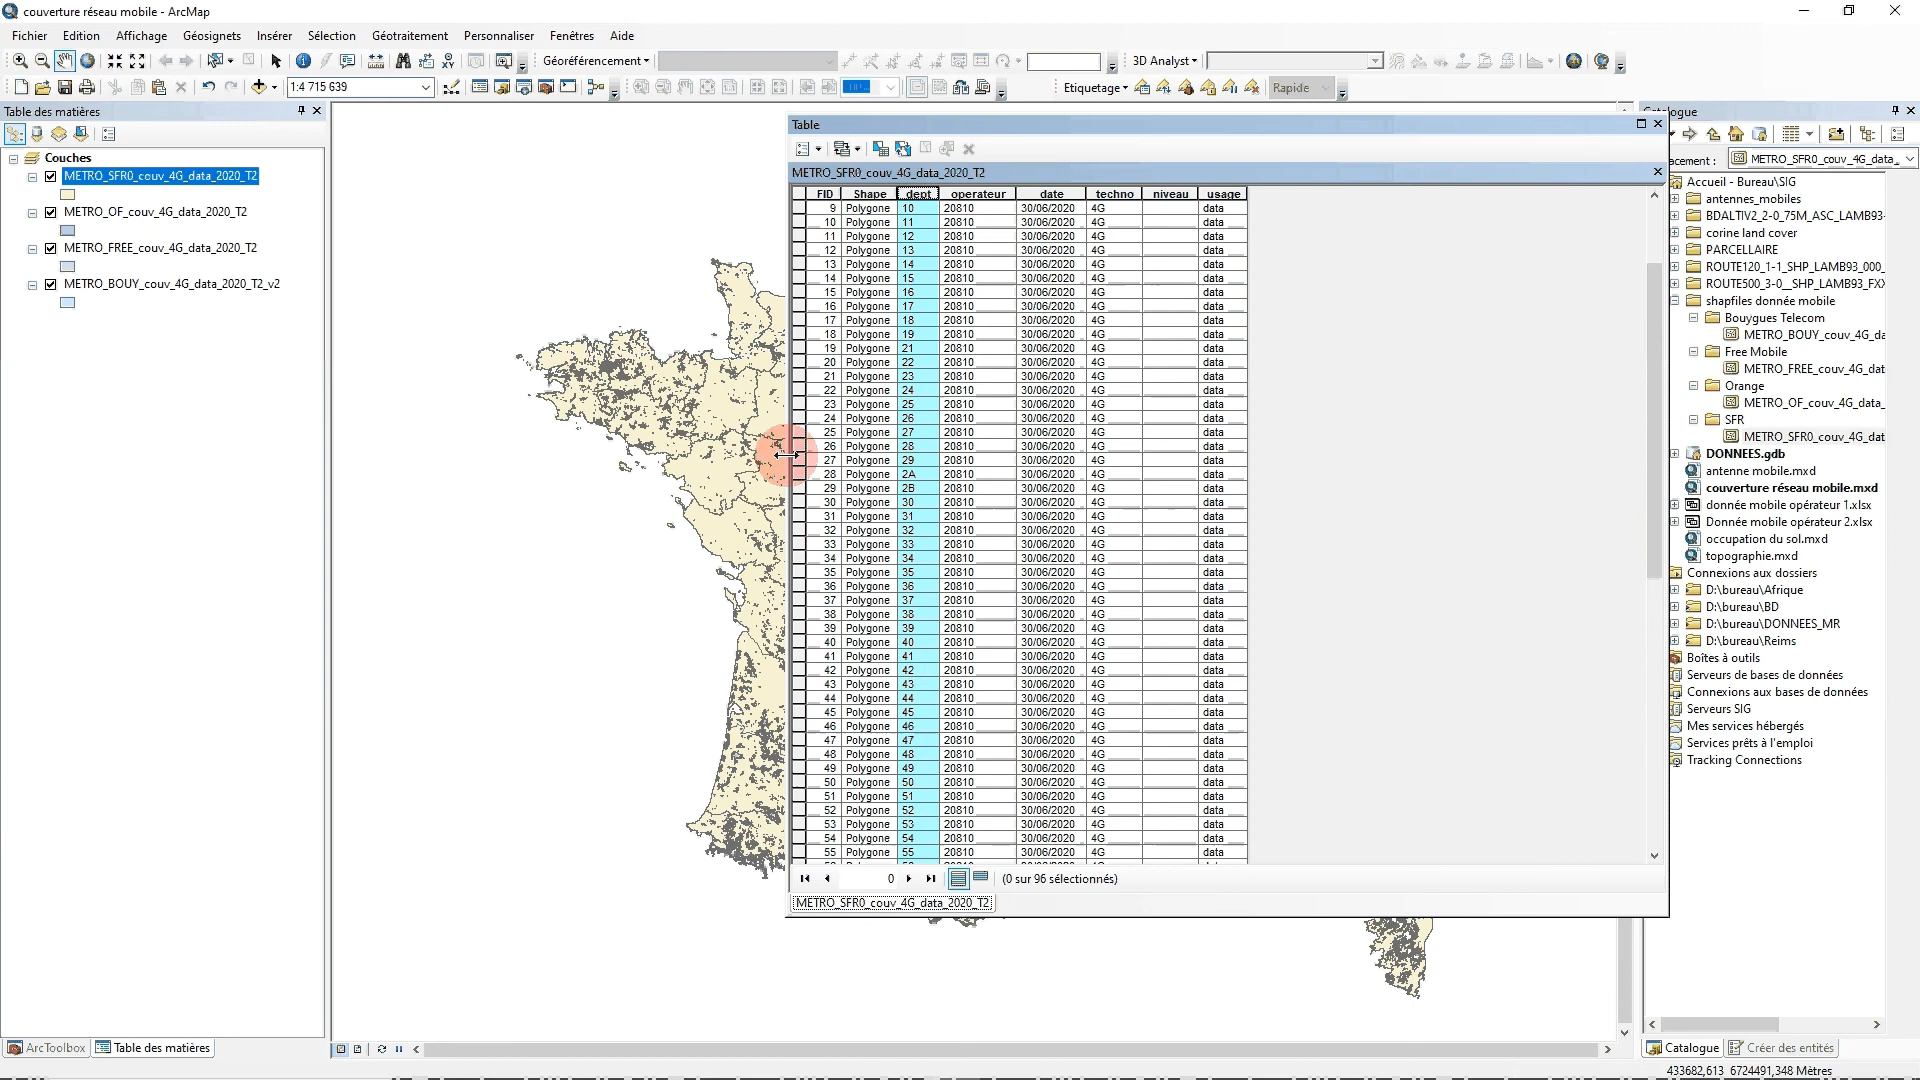 couverture réseau mobile - ArcMap
Fichier Edition Affichage Géosignets Insérer Sélection Géotraitement Personnaliser Fenêtres Aide
Géoréférencement 3D Analyst
1:4 715 639 Etiquetage Rapide
Table des matières
Couches
METRO_SFR0_couv_4G_data_2020_T2
METRO_OF_couv_4G_data_2020_T2
METRO_FREE_couv_4G_data_2020_T2
METRO_BOUY_couv_4G_data_2020_T2_v2
ArcToolbox Table des matières
Table
METRO_SFR0_couv_4G_data_2020_T2
FID Shape dept operateur date techno niveau usage
9 Polygone 10 20810 30/06/2020 4G data
10 Polygone 11 20810 30/06/2020 4G data
11 Polygone 12 20810 30/06/2020 4G data
12 Polygone 13 20810 30/06/2020 4G data
13 Polygone 14 20810 30/06/2020 4G data
14 Polygone 15 20810 30/06/2020 4G data
15 Polygone 16 20810 30/06/2020 4G data
16 Polygone 17 20810 30/06/2020 4G data
17 Polygone 18 20810 30/06/2020 4G data
18 Polygone 19 20810 30/06/2020 4G data
19 Polygone 21 20810 30/06/2020 4G data
20 Polygone 22 20810 30/06/2020 4G data
21 Polygone 23 20810 30/06/2020 4G data
22 Polygone 24 20810 30/06/2020 4G data
23 Polygone 25 20810 30/06/2020 4G data
24 Polygone 26 20810 30/06/2020 4G data
25 Polygone 27 20810 30/06/2020 4G data
26 Polygone 28 20810 30/06/2020 4G data
27 Polygone 29 20810 30/06/2020 4G data
28 Polygone 2A 20810 30/06/2020 4G data
29 Polygone 2B 20810 30/06/2020 4G data
30 Polygone 30 20810 30/06/2020 4G data
31 Polygone 31 20810 30/06/2020 4G data
32 Polygone 32 20810 30/06/2020 4G data
33 Polygone 33 20810 30/06/2020 4G data
34 Polygone 34 20810 30/06/2020 4G data
35 Polygone 35 20810 30/06/2020 4G data
36 Polygone 36 20810 30/06/2020 4G data
37 Polygone 37 20810 30/06/2020 4G data
38 Polygone 38 20810 30/06/2020 4G data
39 Polygone 39 20810 30/06/2020 4G data
40 Polygone 40 20810 30/06/2020 4G data
41 Polygone 41 20810 30/06/2020 4G data
42 Polygone 42 20810 30/06/2020 4G data
43 Polygone 43 20810 30/06/2020 4G data
44 Polygone 44 20810 30/06/2020 4G data
45 Polygone 45 20810 30/06/2020 4G data
46 Polygone 46 20810 30/06/2020 4G data
47 Polygone 47 20810 30/06/2020 4G data
48 Polygone 48 20810 30/06/2020 4G data
49 Polygone 49 20810 30/06/2020 4G data
50 Polygone 50 20810 30/06/2020 4G data
51 Polygone 51 20810 30/06/2020 4G data
52 Polygone 52 20810 30/06/2020 4G data
53 Polygone 53 20810 30/06/2020 4G data
54 Polygone 54 20810 30/06/2020 4G data
55 Polygone 55 20810 30/06/2020 4G data
0 (0 sur 96 sélectionnés)
METRO_SFR0_couv_4G_data_2020_T2
ogue
acement : METRO_SFR0_couv_4G_data_
Accueil - Bureau\SIG
antennes_mobiles
BDALTIV2_2-0_75M_ASC_LAMB93-
corine land cover
PARCELLAIRE
ROUTE120_1-1_SHP_LAMB93_000_
ROUTE500_3-0__SHP_LAMB93_FXX
shapfiles donnée mobile
Bouygues Telecom
METRO_BOUY_couv_4G_da
Free Mobile
METRO_FREE_couv_4G_dat
Orange
METRO_OF_couv_4G_data_
SFR
METRO_SFR0_couv_4G_dat
DONNEES.gdb
antenne mobile.mxd
couverture réseau mobile.mxd
donnée mobile opérateur 1.xlsx
Donnée mobile opérateur 2.xlsx
occupation du sol.mxd
topographie.mxd
Connexions aux dossiers
D:\bureau\Afrique
D:\bureau\BD
D:\bureau\DONNEES_MR
D:\bureau\Reims
Boîtes à outils
Serveurs de bases de données
Connexions aux bases de données
Serveurs SIG
Mes services hébergés
Services prêts à l'emploi
Tracking Connections
Catalogue Créer des entités
433682,613 6724491,348 Mètres